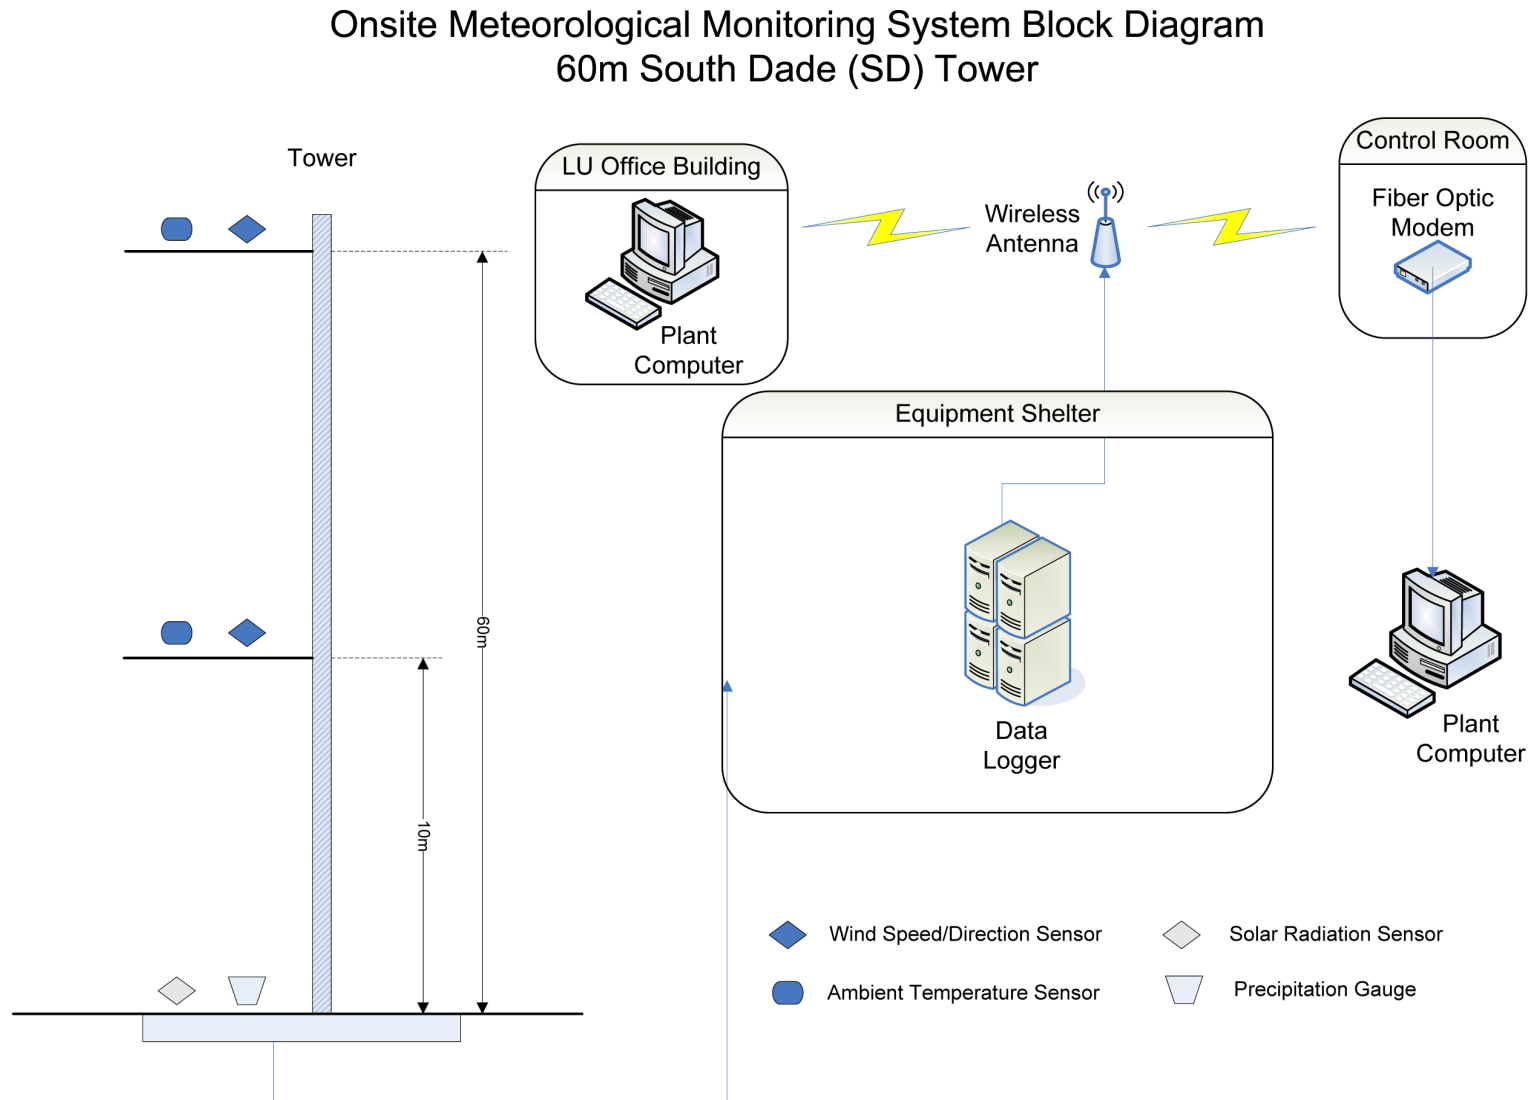 Onsite Meteorological Monitoring System Block Diagram
60m South Dade (SD) Tower
Tower
LU Office Building
Plant
Computer
Wireless
Antenna
Control Room
Fiber Optic
Modem
Equipment Shelter
Data
Logger
Plant
Computer
60m
10m
Wind Speed/Direction Sensor
Solar Radiation Sensor
Ambient Temperature Sensor
Precipitation Gauge